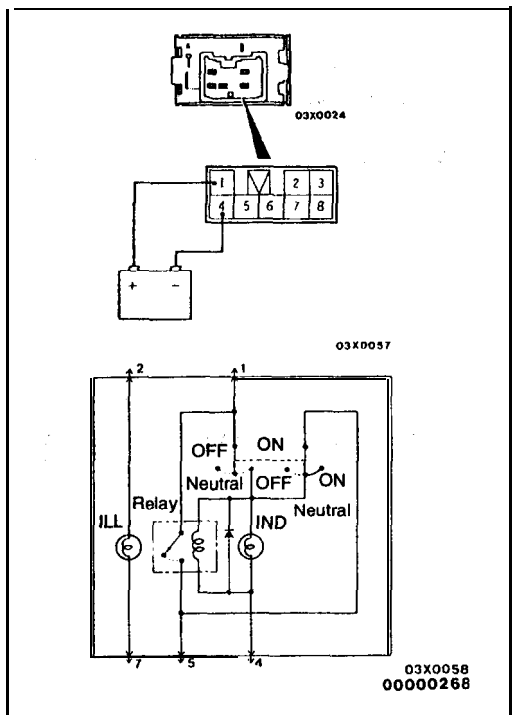 03X0024
1 2 3
4 5 6 7 8
+ −
03X0057
2 1
OFF ON
Neutral OFF ON
Relay Neutral
ILL IND
7 5 4
03X0058
00000268